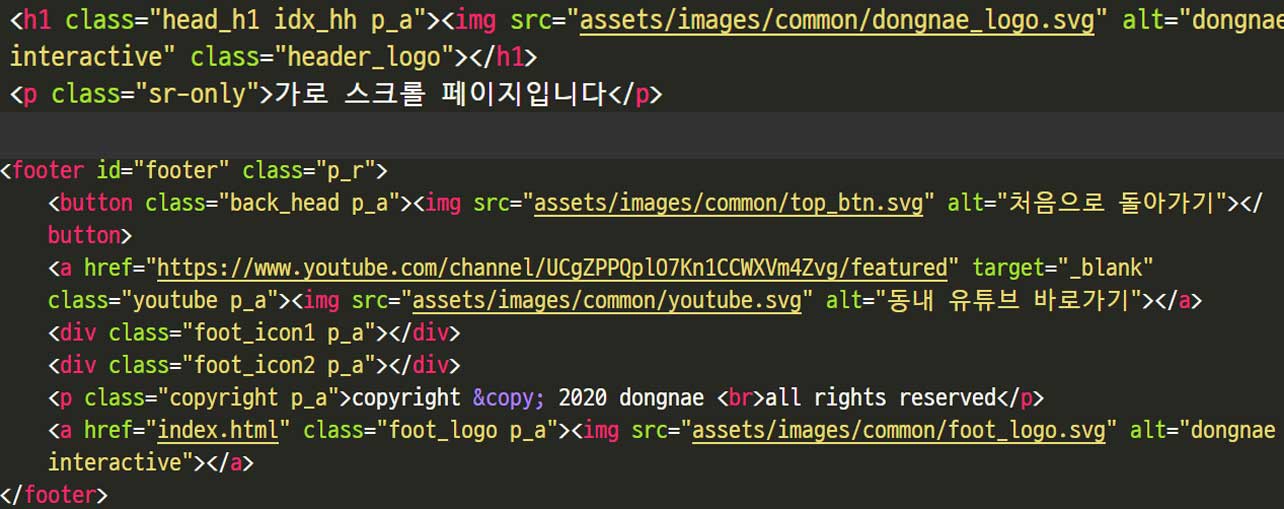 <h1 class="head_h1 idx_hh p_a"><img src="assets/images/common/dongnae_logo.svg" alt="dongnae
interactive" class="header_logo"></h1>
<p class="sr-only">가로 스크롤 페이지입니다</p>
<footer id="footer" class="p_r">
<button class="back_head p_a"><img src="assets/images/common/top_btn.svg" alt="처음으로 돌아가기"></
button>
<a href="https://www.youtube.com/channel/UCgZPPQplO7Kn1CCWXVm4Zvg/featured" target="_blank"
class="youtube p_a"><img src="assets/images/common/youtube.svg" alt="동내 유튜브 바로가기"></a>
<div class="foot_icon1 p_a"></div>
<div class="foot_icon2 p_a"></div>
<p class="copyright p_a">copyright &copy; 2020 dongnae <br>all rights reserved</p>
<a href="index.html" class="foot_logo p_a"><img src="assets/images/common/foot_logo.svg" alt="dongnae
interactive"></a>
</footer>